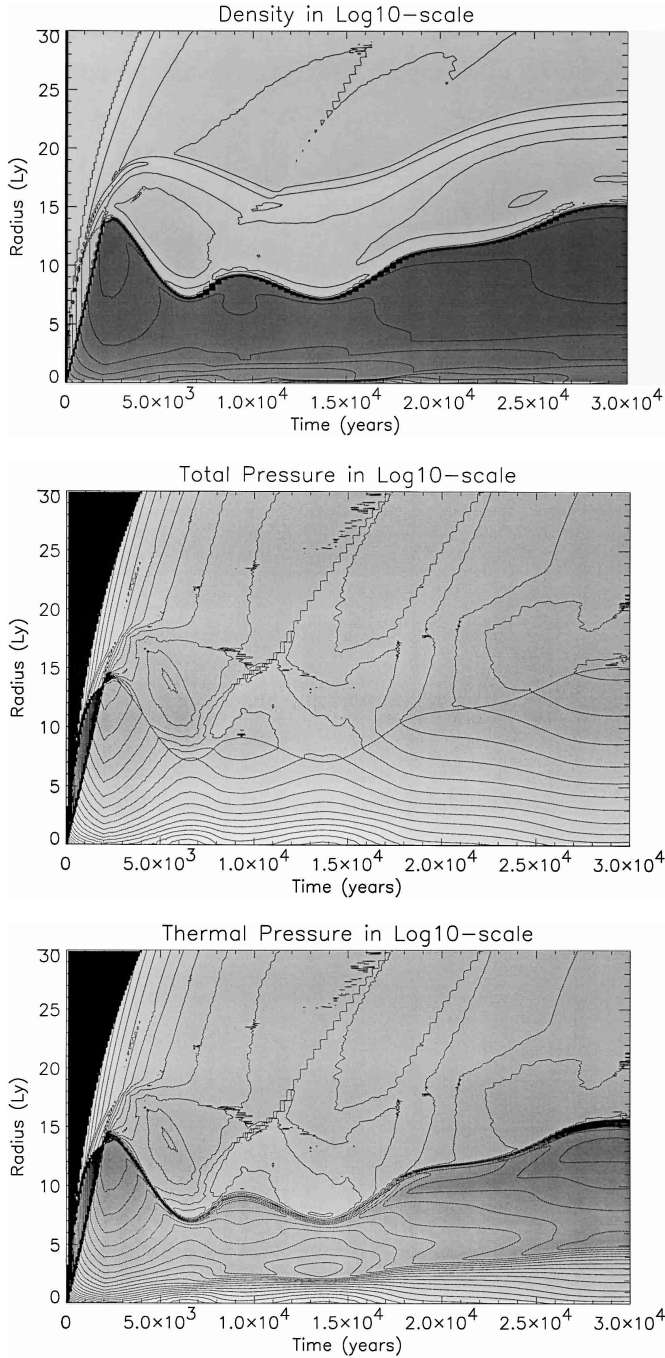 Density in Log10-scale
30
25
20
15
10
5
0
Radius (Ly)
0 5.0×10³ 1.0×10⁴ 1.5×10⁴ 2.0×10⁴ 2.5×10⁴ 3.0×10⁴
Time (years)
Total Pressure in Log10-scale
30
25
20
15
10
5
0
Radius (Ly)
0 5.0×10³ 1.0×10⁴ 1.5×10⁴ 2.0×10⁴ 2.5×10⁴ 3.0×10⁴
Time (years)
Thermal Pressure in Log10-scale
30
25
20
15
10
5
0
Radius (Ly)
0 5.0×10³ 1.0×10⁴ 1.5×10⁴ 2.0×10⁴ 2.5×10⁴ 3.0×10⁴
Time (years)